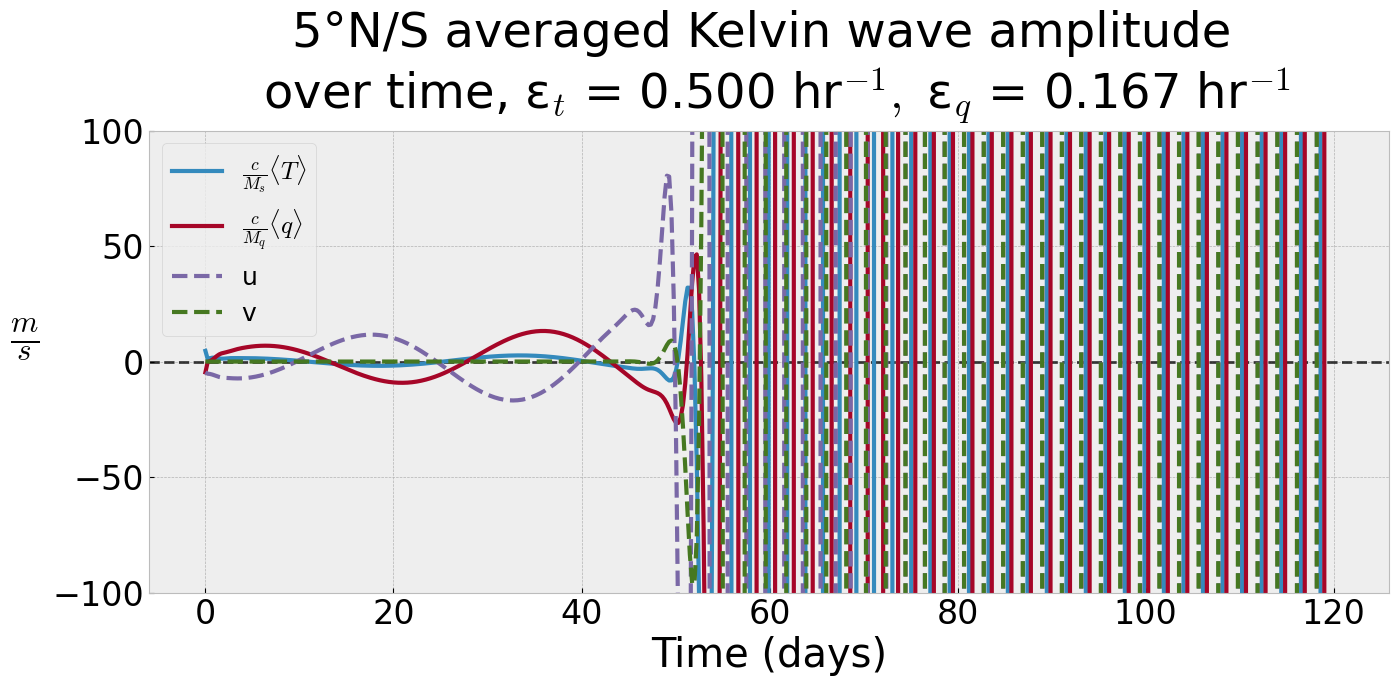 5°N/S averaged Kelvin wave amplitude
over time, ε_t = 0.500 hr⁻¹, ε_q = 0.167 hr⁻¹
100
50
0
−50
−100
m/s
c/M_s ⟨T⟩
c/M_q ⟨q⟩
u
v
0 20 40 60 80 100 120
Time (days)